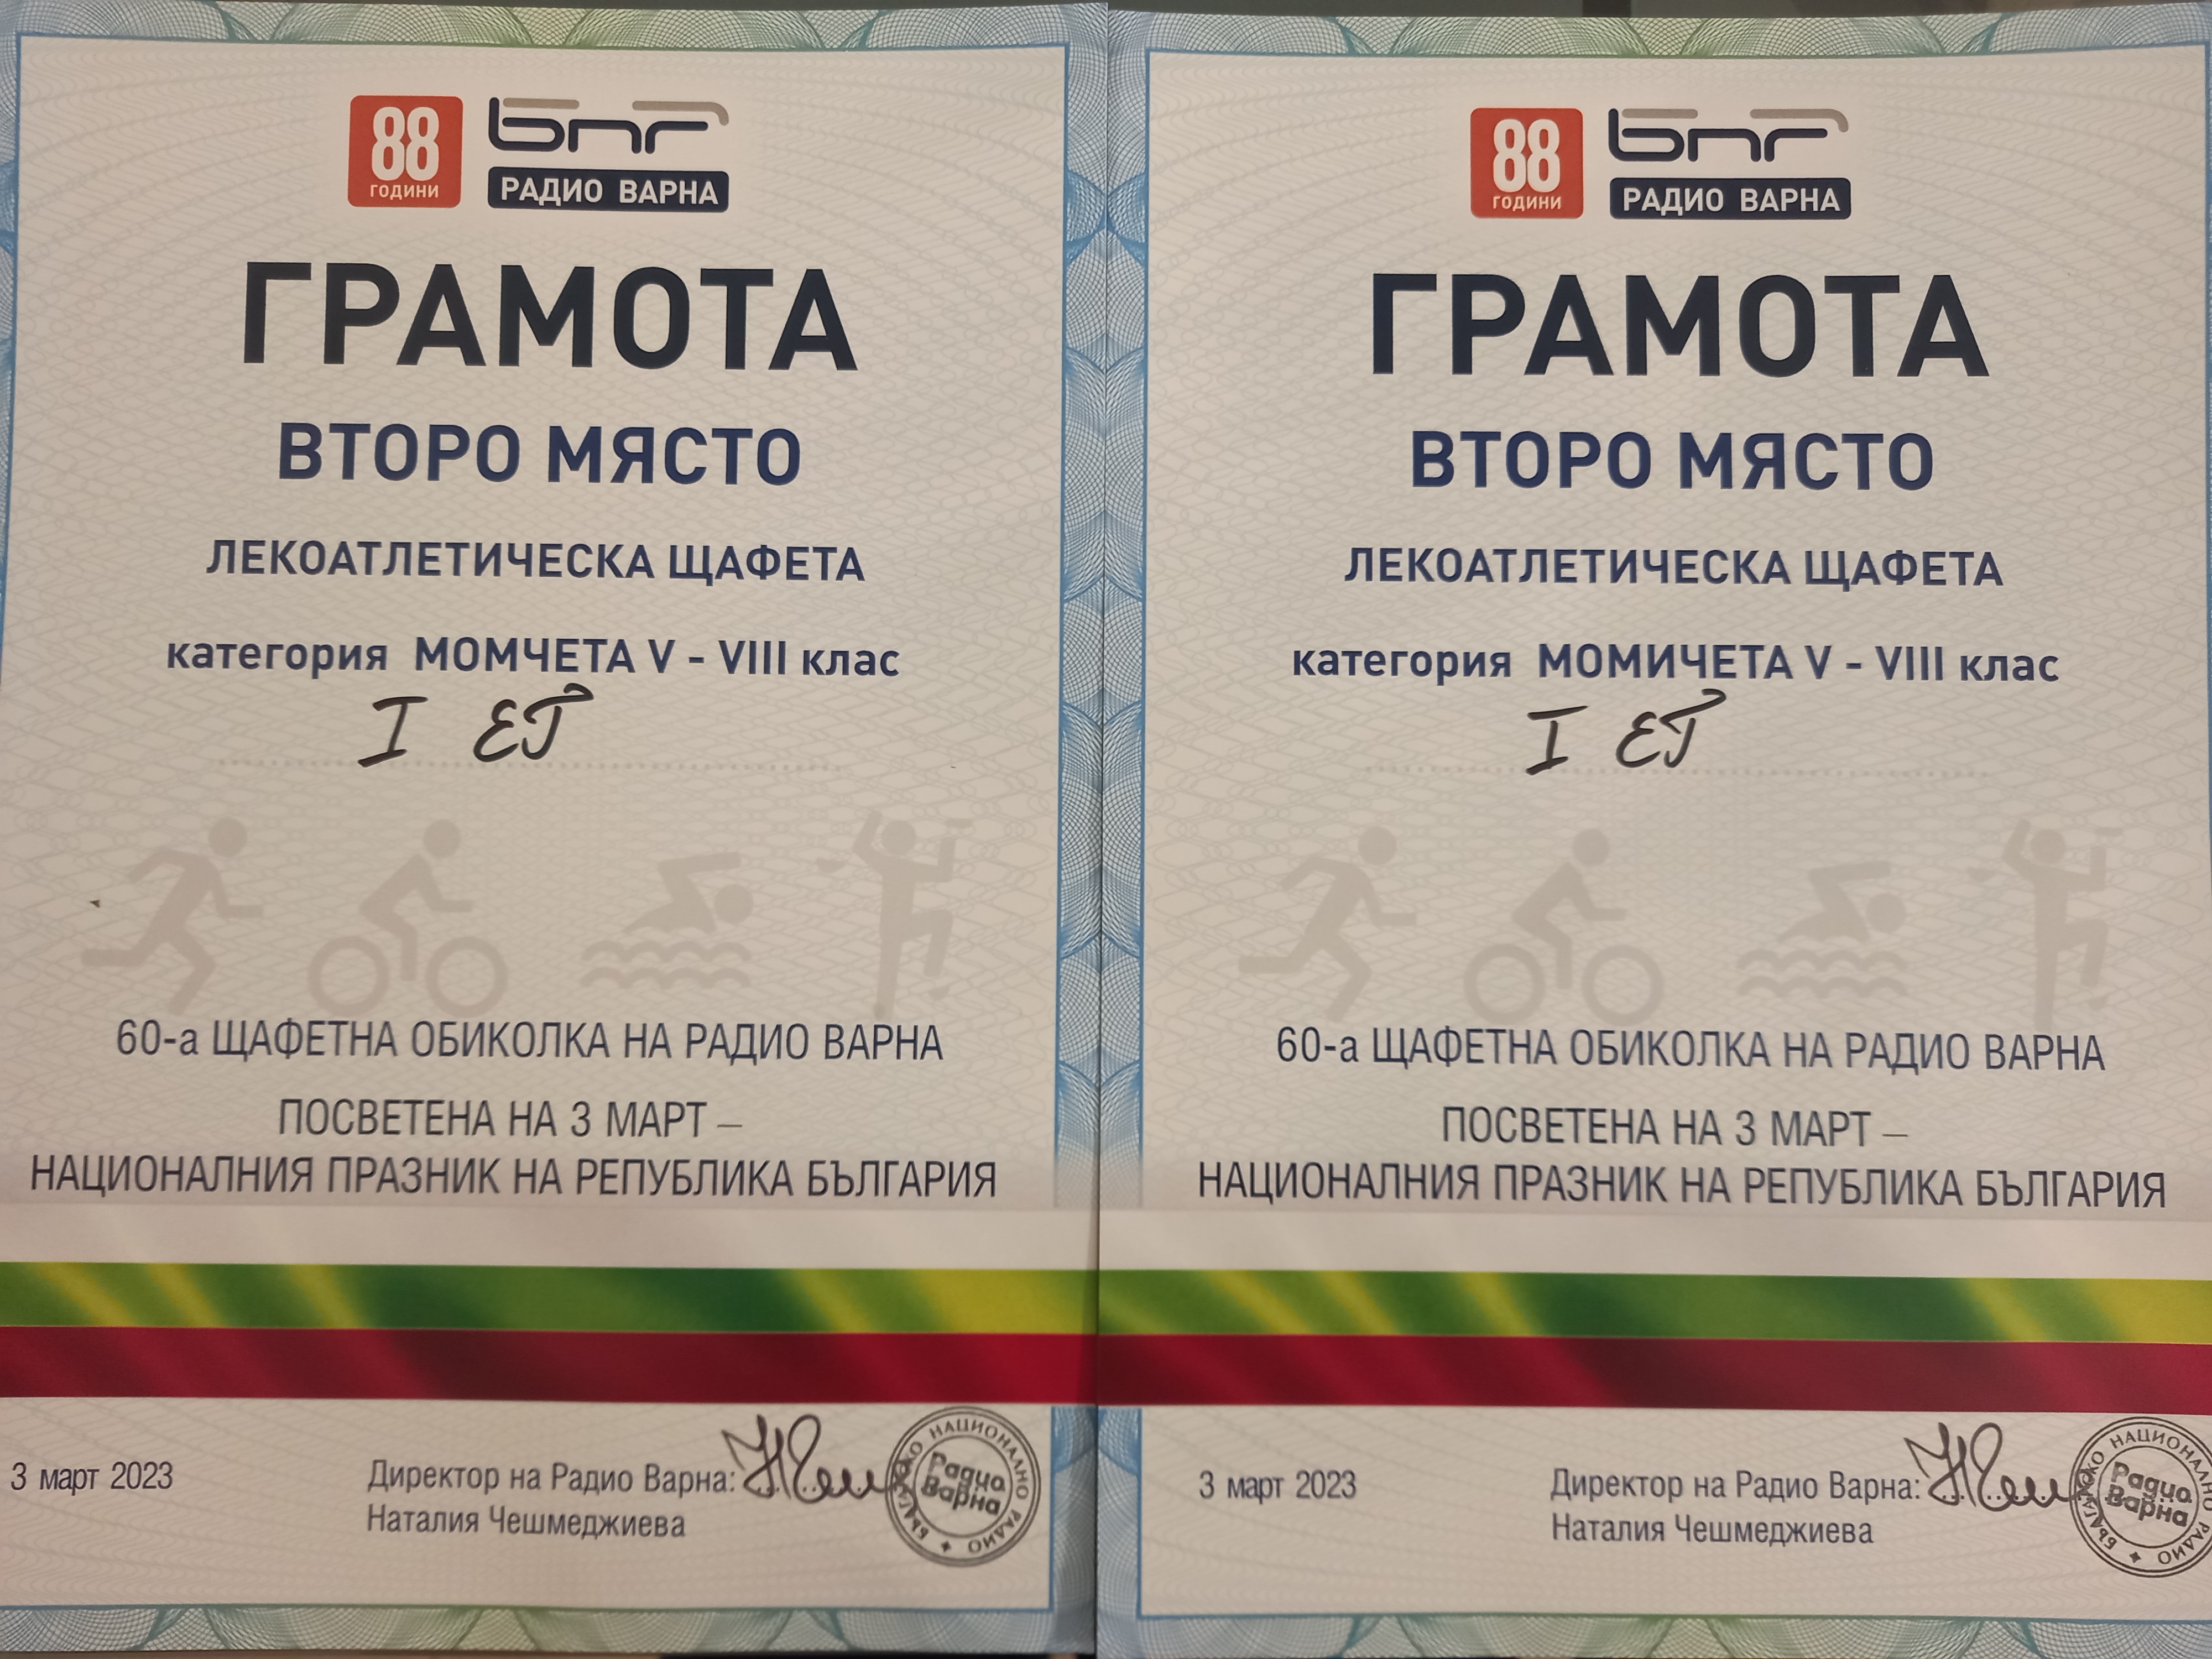 88
ГОДИНИ
бнг
РАДИО ВАРНА
ГРАМОТА
ВТОРО МЯСТО
ЛЕКОАТЛЕТИЧЕСКА ЩАФЕТА
категория МОМЧЕТА V - VIII клас
I ЕГ
60-а ЩАФЕТНА ОБИКОЛКА НА РАДИО ВАРНА
ПОСВЕТЕНА НА 3 МАРТ –
НАЦИОНАЛНИЯ ПРАЗНИК НА РЕПУБЛИКА БЪЛГАРИЯ
3 март 2023
Директор на Радио Варна:
Наталия Чешмеджиева
БЪЛГАРСКО НАЦИОНАЛНО РАДИО
Радио
Варна
88
ГОДИНИ
бнг
РАДИО ВАРНА
ГРАМОТА
ВТОРО МЯСТО
ЛЕКОАТЛЕТИЧЕСКА ЩАФЕТА
категория МОМИЧЕТА V - VIII клас
I ЕГ
60-а ЩАФЕТНА ОБИКОЛКА НА РАДИО ВАРНА
ПОСВЕТЕНА НА 3 МАРТ –
НАЦИОНАЛНИЯ ПРАЗНИК НА РЕПУБЛИКА БЪЛГАРИЯ
3 март 2023
Директор на Радио Варна:
Наталия Чешмеджиева
БЪЛГАРСКО НАЦИОНАЛНО РАДИО
Радио
Варна